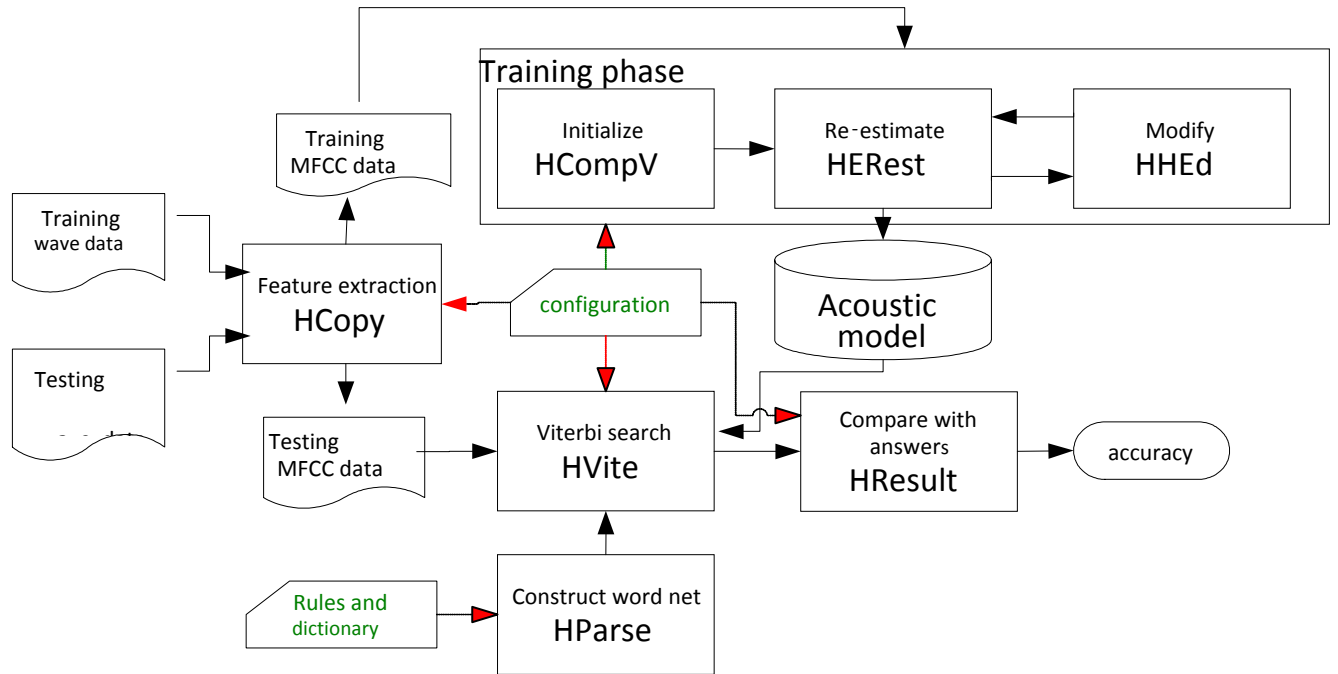 Training phase
Initialize
HCompV
Re-estimate
HERest
Modify
HHEd
Training
MFCC data
Training
wave data
Feature extraction
HCopy
configuration
Acoustic
model
Testing
Testing
MFCC data
Viterbi search
HVite
Compare with
answers
HResult
accuracy
Rules and
dictionary
Construct word net
HParse